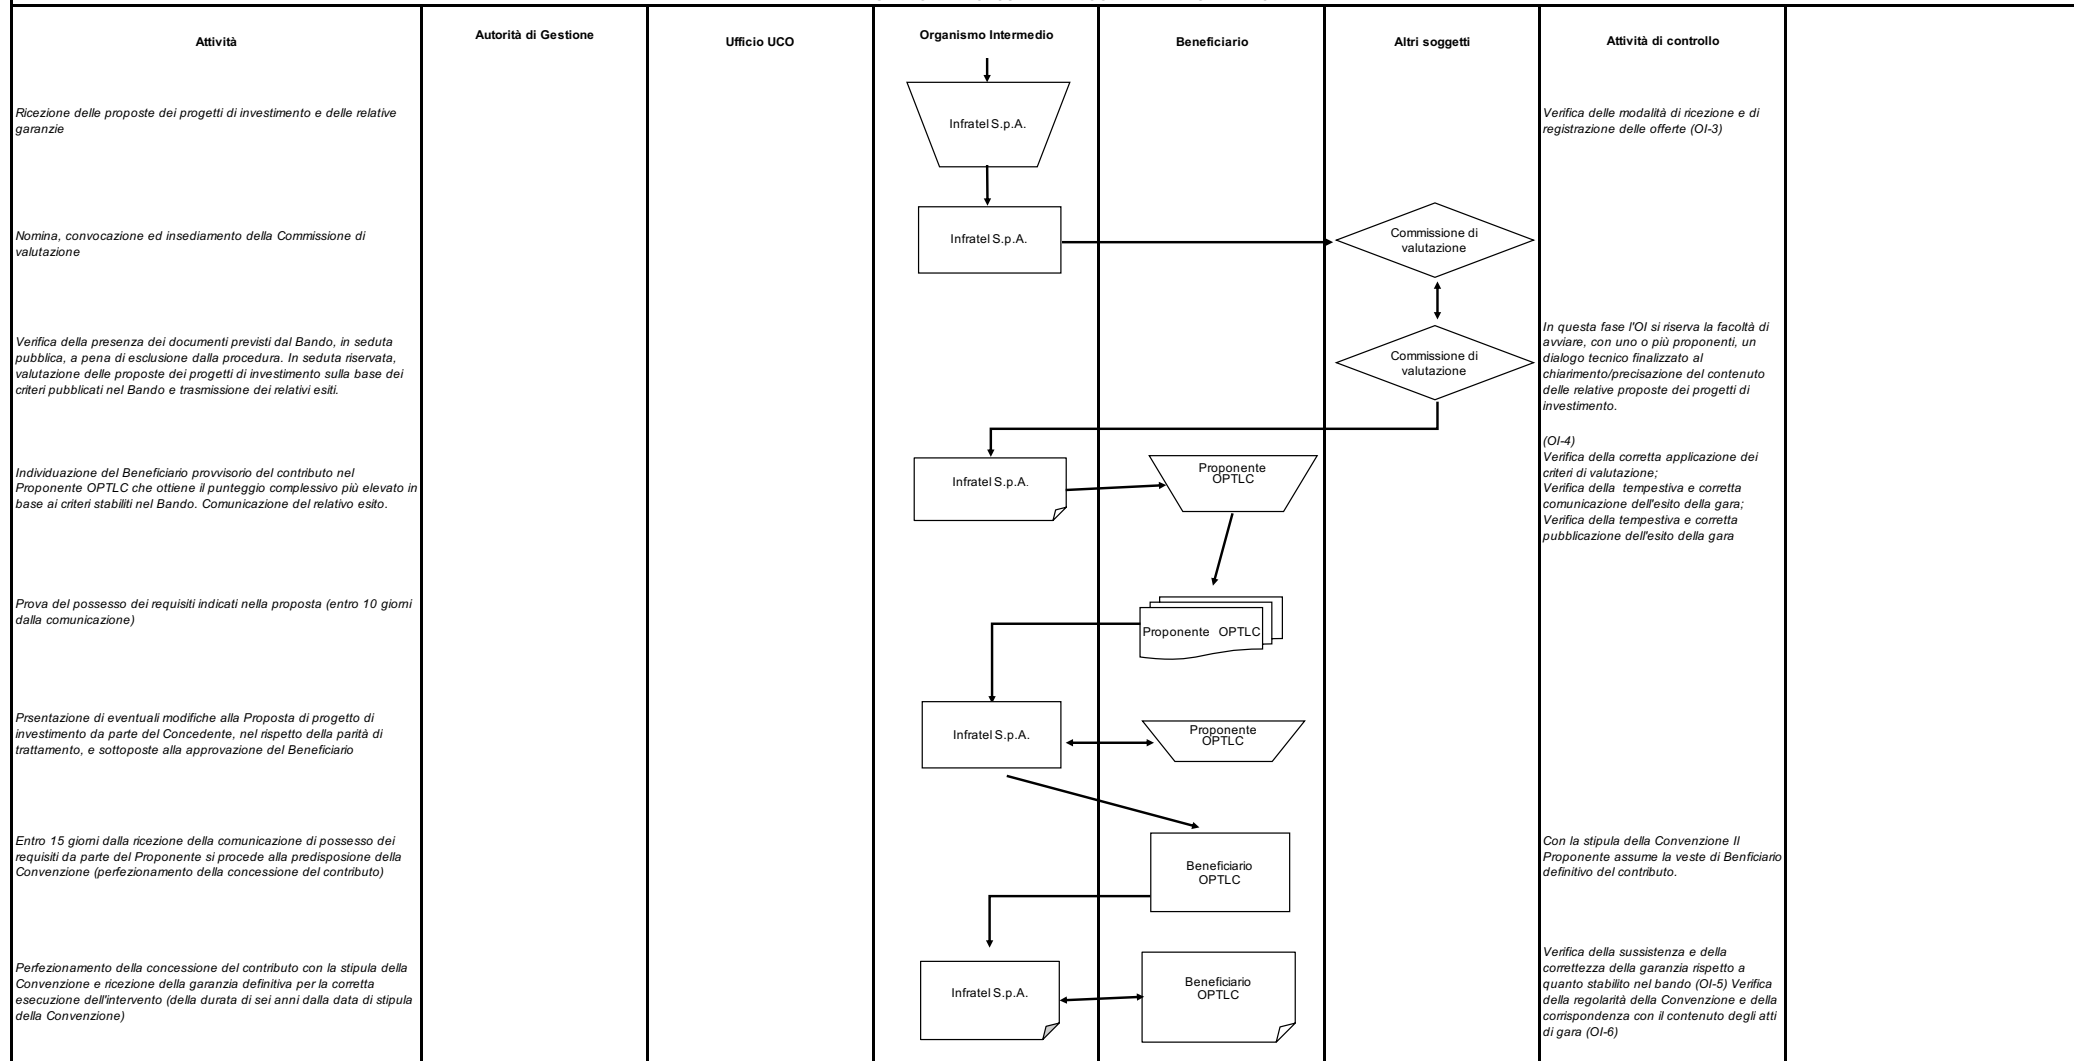 Attività
Autorità di Gestione
Ufficio UCO
Organismo Intermedio
Beneficiario
Altri soggetti
Attività di controllo
Ricezione delle proposte dei progetti di investimento e delle relative
garanzie
Infratel S.p.A.
Verifica delle modalità di ricezione e di
registrazione delle offerte (OI-3)
Nomina, convocazione ed insediamento della Commissione di
valutazione
Infratel S.p.A.
Commissione di
valutazione
Verifica della presenza dei documenti previsti dal Bando, in seduta
pubblica, a pena di esclusione dalla procedura. In seduta riservata,
valutazione delle proposte dei progetti di investimento sulla base dei
criteri pubblicati nel Bando e trasmissione dei relativi esiti.
Commissione di
valutazione
In questa fase l'OI si riserva la facoltà di
avviare, con uno o più proponenti, un
dialogo tecnico finalizzato al
chiarimento/precisazione del contenuto
delle relative proposte dei progetti di
investimento.
(OI-4)
Verifica della corretta applicazione dei
criteri di valutazione;
Verifica della  tempestiva e corretta
comunicazione dell'esito della gara;
Verifica della tempestiva e corretta
pubblicazione dell'esito della gara
Individuazione del Beneficiario provvisorio del contributo nel
Proponente OPTLC che ottiene il punteggio complessivo più elevato in
base ai criteri stabiliti nel Bando. Comunicazione del relativo esito.
Infratel S.p.A.
Proponente
OPTLC
Prova del possesso dei requisiti indicati nella proposta (entro 10 giorni
dalla comunicazione)
Proponente OPTLC
Prsentazione di eventuali modifiche alla Proposta di progetto di
investimento da parte del Concedente, nel rispetto della parità di
trattamento, e sottoposte alla approvazione del Beneficiario
Infratel S.p.A.
Proponente
OPTLC
Entro 15 giorni dalla ricezione della comunicazione di possesso dei
requisiti da parte del Proponente si procede alla predisposione della
Convenzione (perfezionamento della concessione del contributo)
Beneficiario
OPTLC
Con la stipula della Convenzione Il
Proponente assume la veste di Benficiario
definitivo del contributo.
Perfezionamento della concessione del contributo con la stipula della
Convenzione e ricezione della garanzia definitiva per la corretta
esecuzione dell'intervento (della durata di sei anni dalla data di stipula
della Convenzione)
Infratel S.p.A.
Beneficiario
OPTLC
Verifica della sussistenza e della
correttezza della garanzia rispetto a
quanto stabilito nel bando (OI-5) Verifica
della regolarità della Convenzione e della
corrispondenza con il contenuto degli atti
di gara (OI-6)